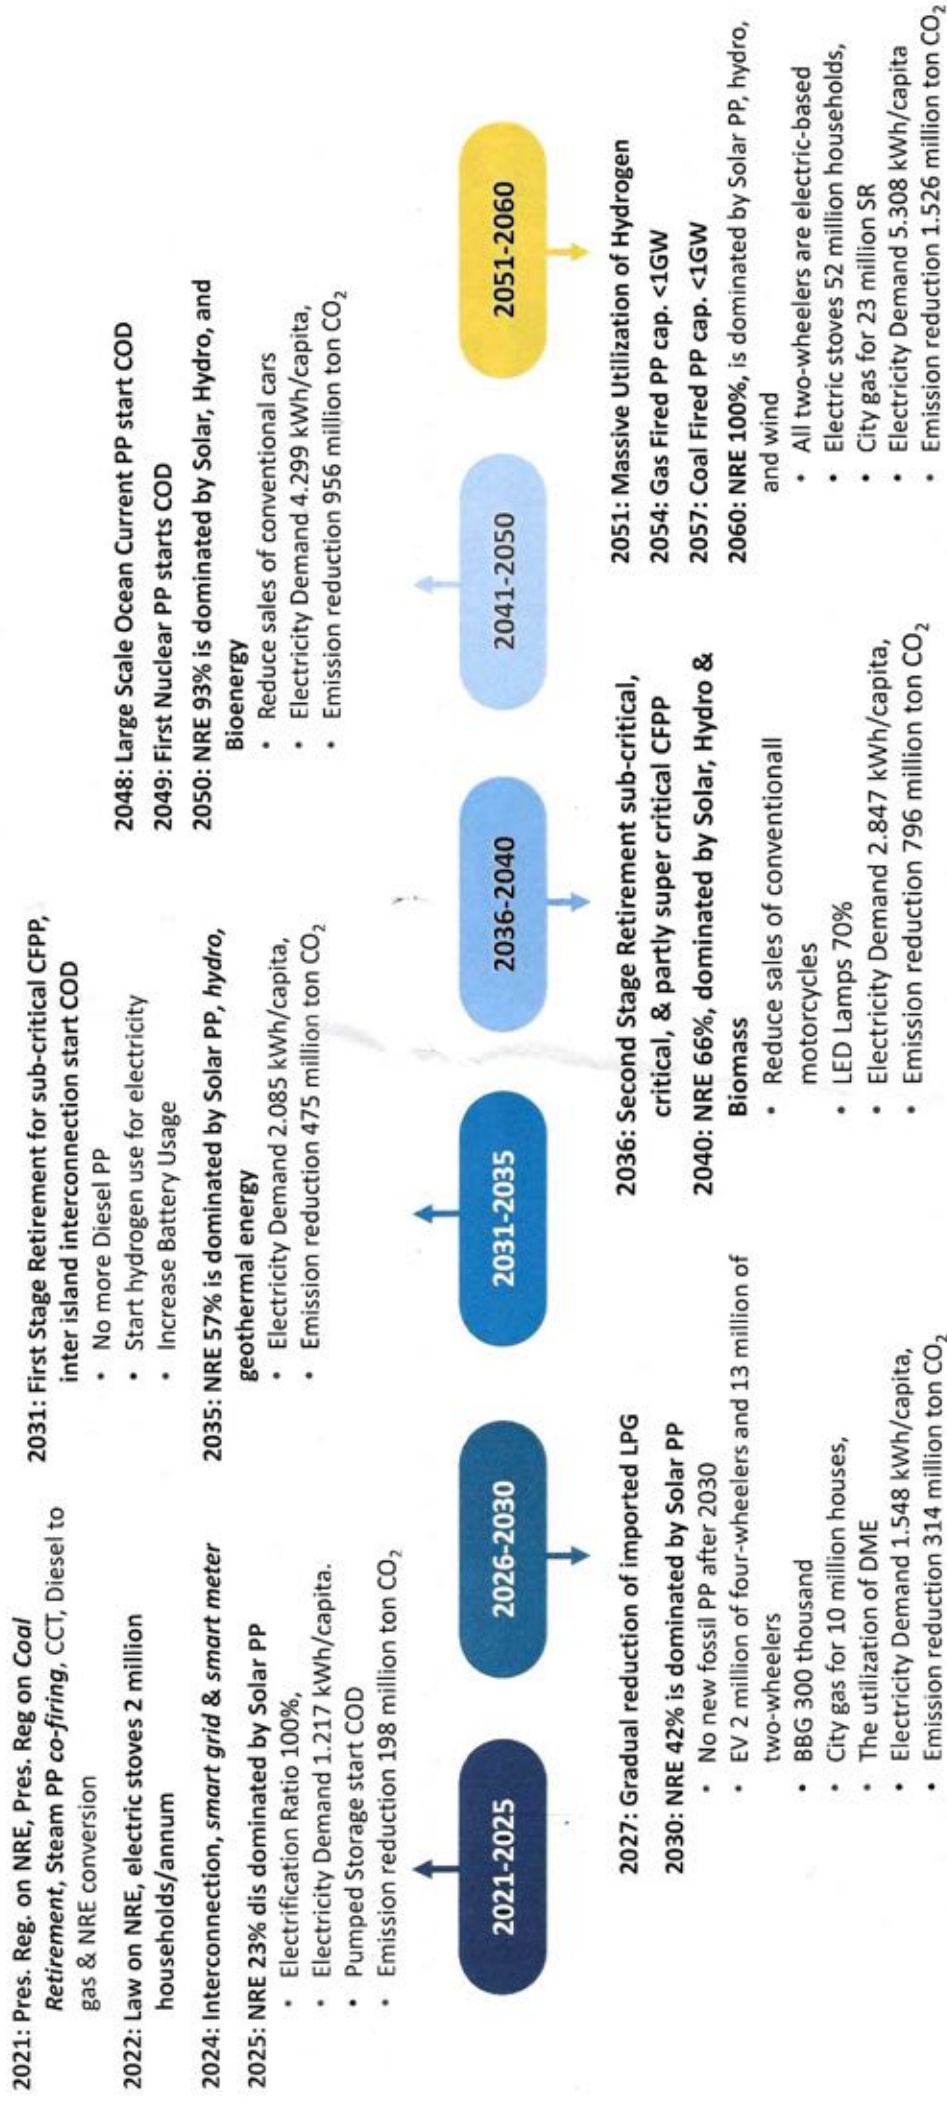 2021: Pres. Reg. on NRE, Pres. Reg on Coal
Retirement, Steam PP co-firing, CCT, Diesel to
gas & NRE conversion
2022: Law on NRE, electric stoves 2 million
households/annum
2024: Interconnection, smart grid & smart meter
2025: NRE 23% dis dominated by Solar PP
• Electrification Ratio 100%,
• Electricity Demand 1.217 kWh/capita.
• Pumped Storage start COD
• Emission reduction 198 million ton CO₂
2031: First Stage Retirement for sub-critical CFPP,
inter island interconnection start COD
• No more Diesel PP
• Start hydrogen use for electricity
• Increase Battery Usage
2035: NRE 57% is dominated by Solar PP, hydro,
geothermal energy
• Electricity Demand 2.085 kWh/capita,
• Emission reduction 475 million ton CO₂
2048: Large Scale Ocean Current PP start COD
2049: First Nuclear PP starts COD
2050: NRE 93% is dominated by Solar, Hydro, and
Bioenergy
• Reduce sales of conventional cars
• Electricity Demand 4.299 kWh/capita,
• Emission reduction 956 million ton CO₂
2021-2025
2026-2030
2031-2035
2036-2040
2041-2050
2051-2060
2027: Gradual reduction of imported LPG
2030: NRE 42% is dominated by Solar PP
• No new fossil PP after 2030
• EV 2 million of four-wheelers and 13 million of
two-wheelers
• BBG 300 thousand
• City gas for 10 million houses,
• The utilization of DME
• Electricity Demand 1.548 kWh/capita,
• Emission reduction 314 million ton CO₂
2036: Second Stage Retirement sub-critical,
critical, & partly super critical CFPP
2040: NRE 66%, dominated by Solar, Hydro &
Biomass
• Reduce sales of conventionall
motorcycles
• LED Lamps 70%
• Electricity Demand 2.847 kWh/capita,
• Emission reduction 796 million ton CO₂
2051: Massive Utilization of Hydrogen
2054: Gas Fired PP cap. <1GW
2057: Coal Fired PP cap. <1GW
2060: NRE 100%, is dominated by Solar PP, hydro,
and wind
• All two-wheelers are electric-based
• Electric stoves 52 million households,
• City gas for 23 million SR
• Electricity Demand 5.308 kWh/capita
• Emission reduction 1.526 million ton CO₂